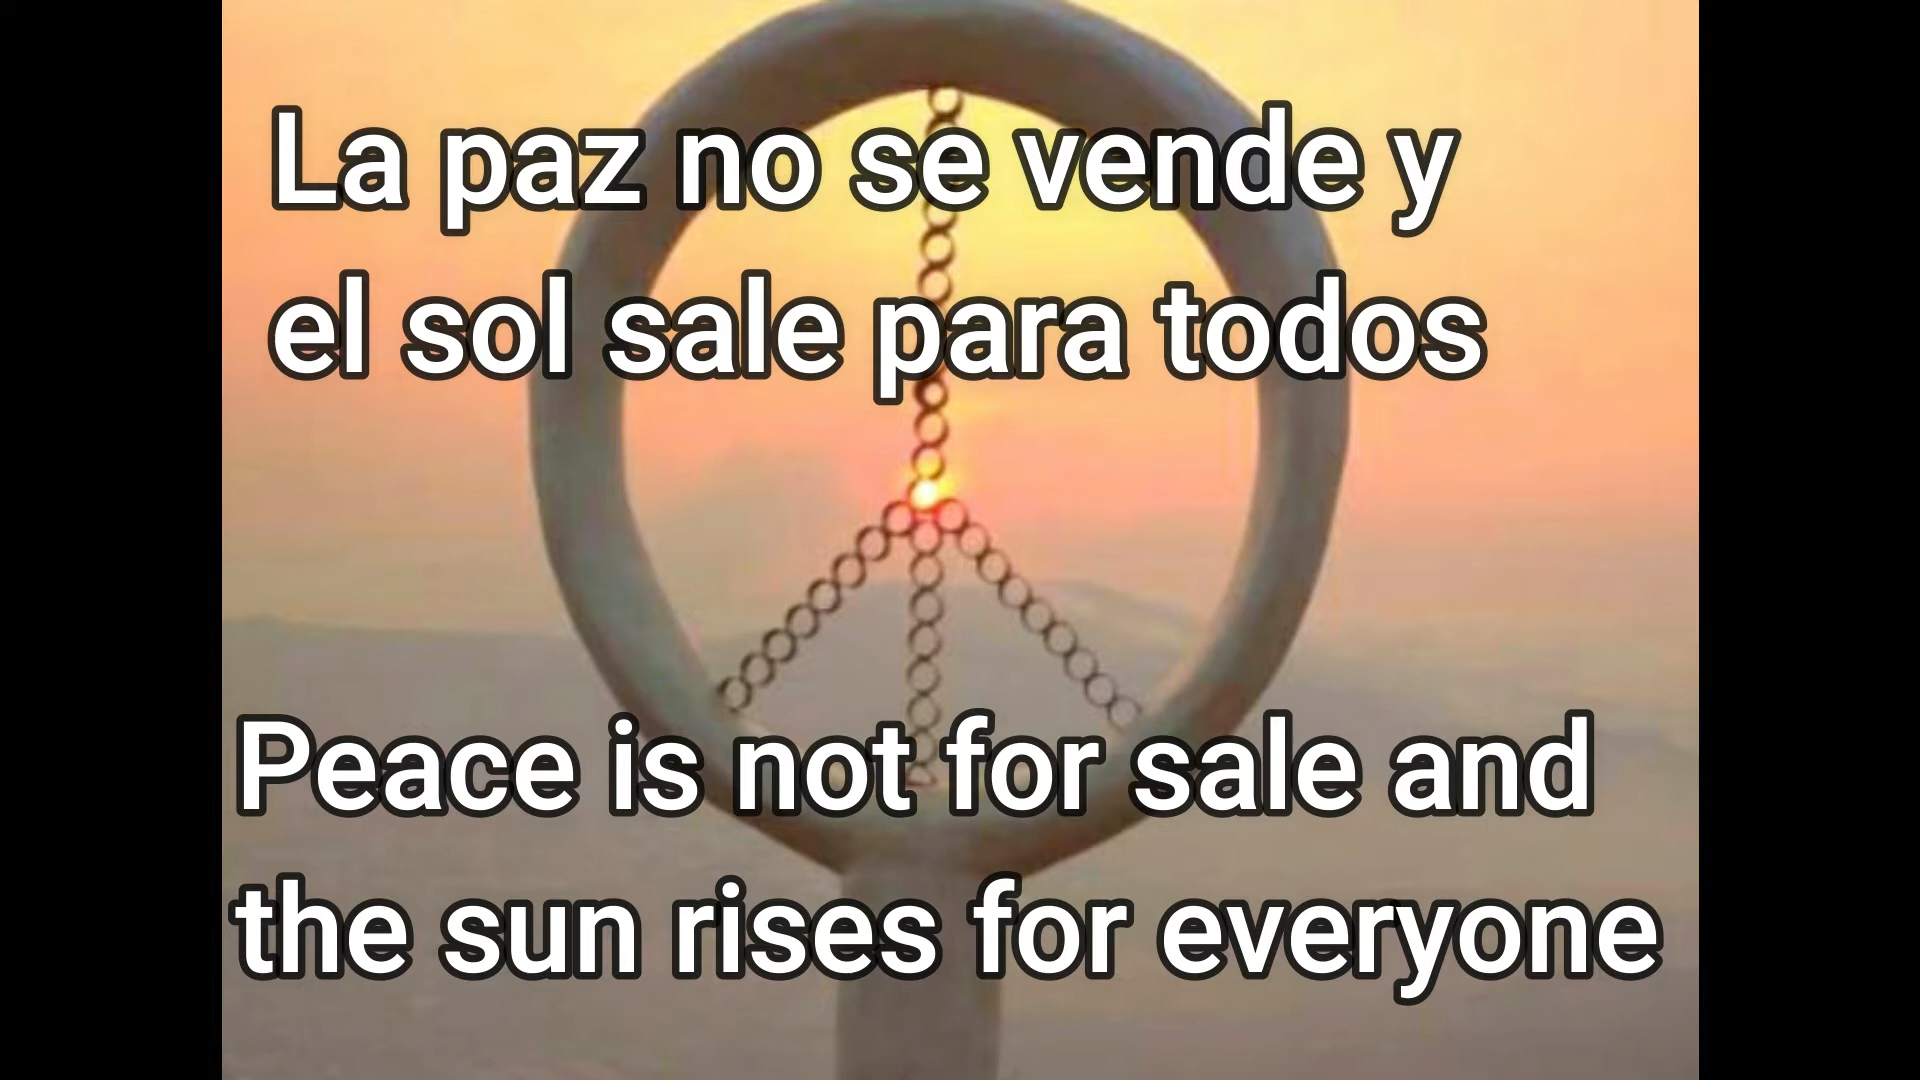 La paz no se vende y
el sol sale para todos
Peace is not for sale and
the sun rises for everyone